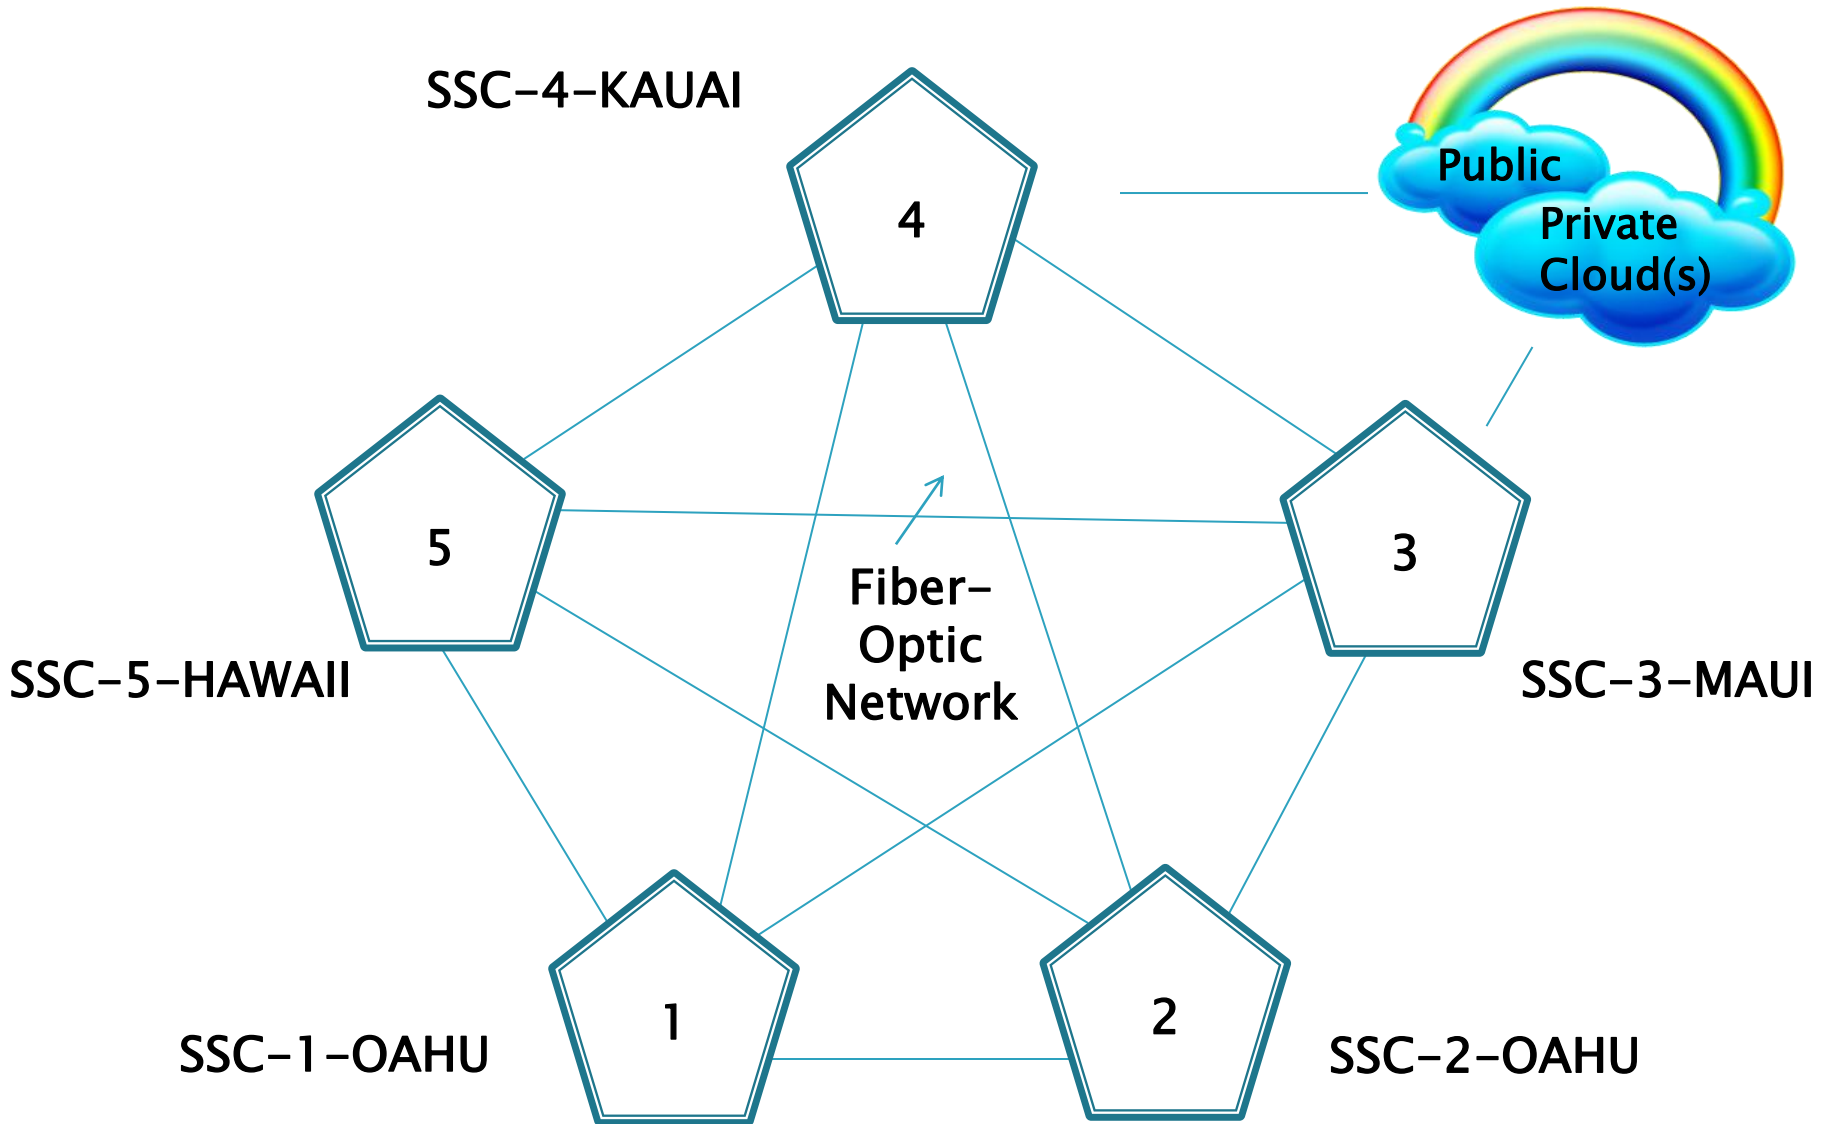 SSC-4-KAUAI
4
Public
Private
Cloud(s)
5
3
Fiber-
Optic
Network
SSC-5-HAWAII
SSC-3-MAUI
1
2
SSC-1-OAHU
SSC-2-OAHU